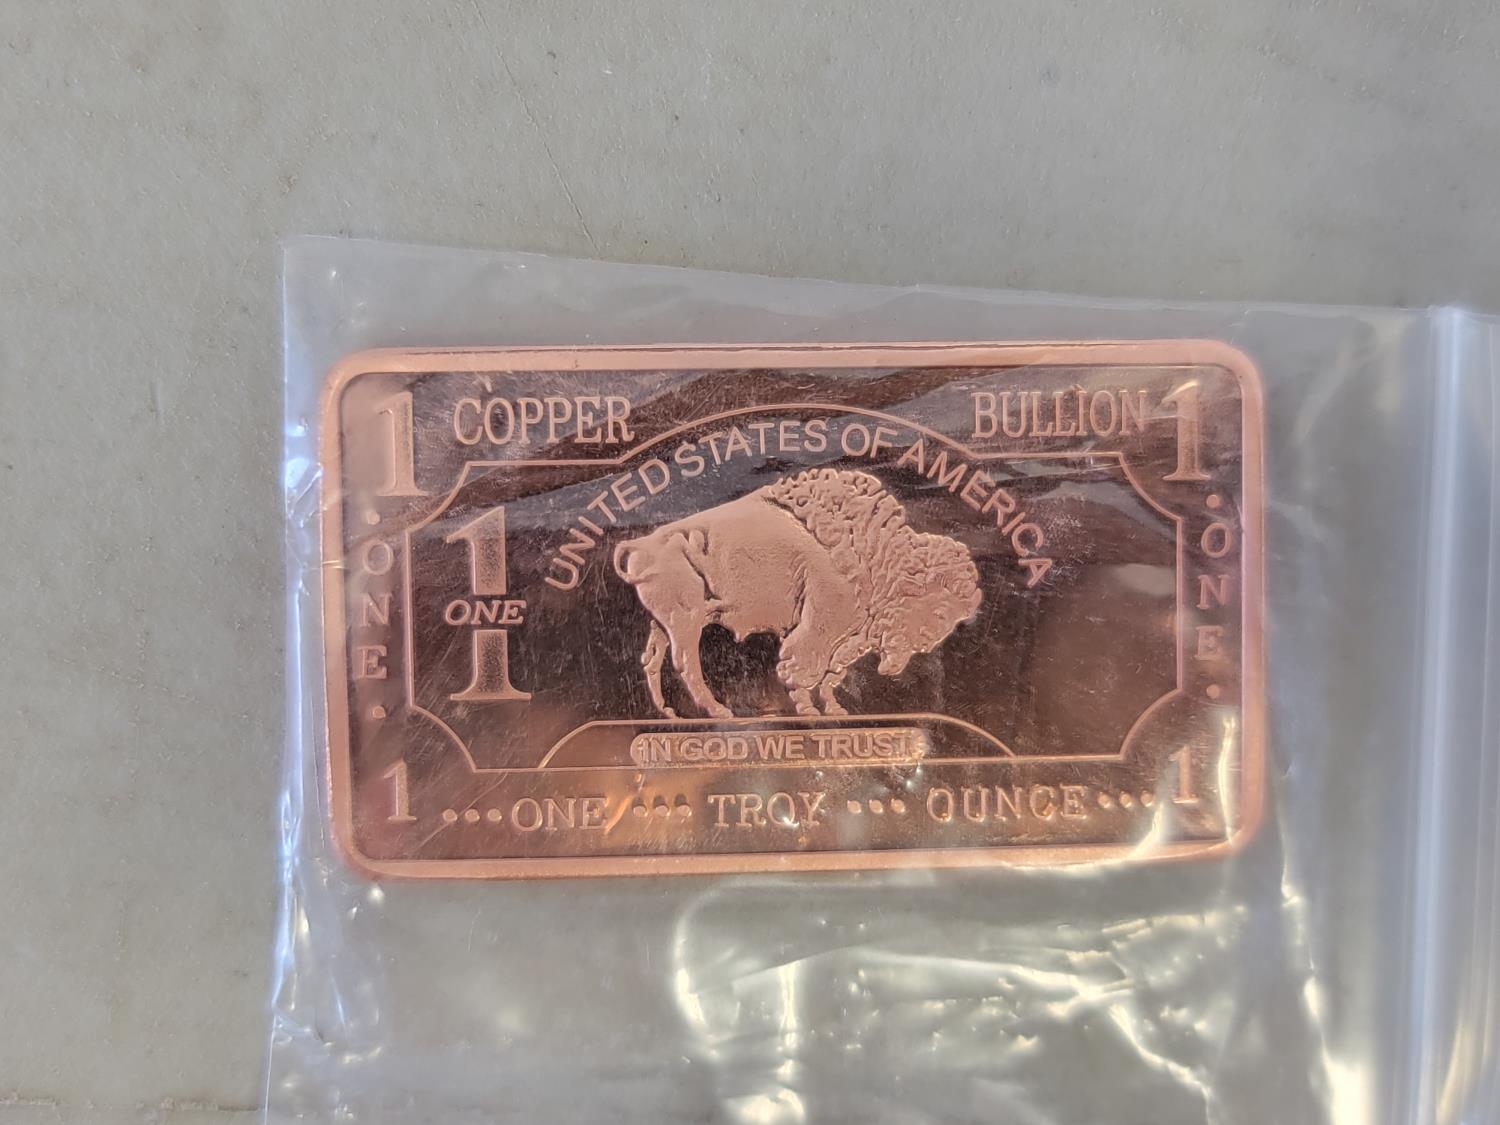 1 COPPER BULLION 1
UNITED STATES OF AMERICA
• ONE •
1
ONE
1
• ONE •
IN GOD WE TRUST
1 ••• ONE ••• TROY ••• OUNCE ••• 1